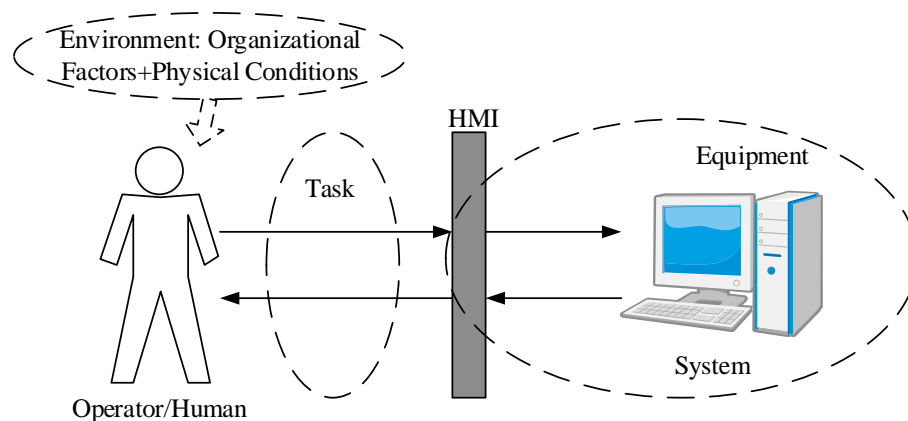 Environment: Organizational
Factors+Physical Conditions
HMI
Equipment
Task
System
Operator/Human